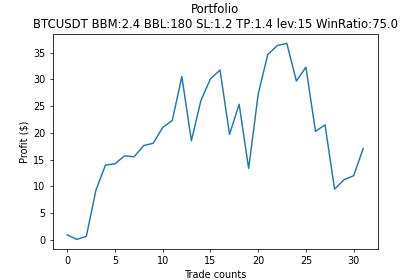 Portfolio
BTCUSDT BBM:2.4 BBL:180 SL:1.2 TP:1.4 lev:15 WinRatio:75.0
Profit ($)
35
30
25
20
15
10
5
0
0 5 10 15 20 25 30
Trade counts